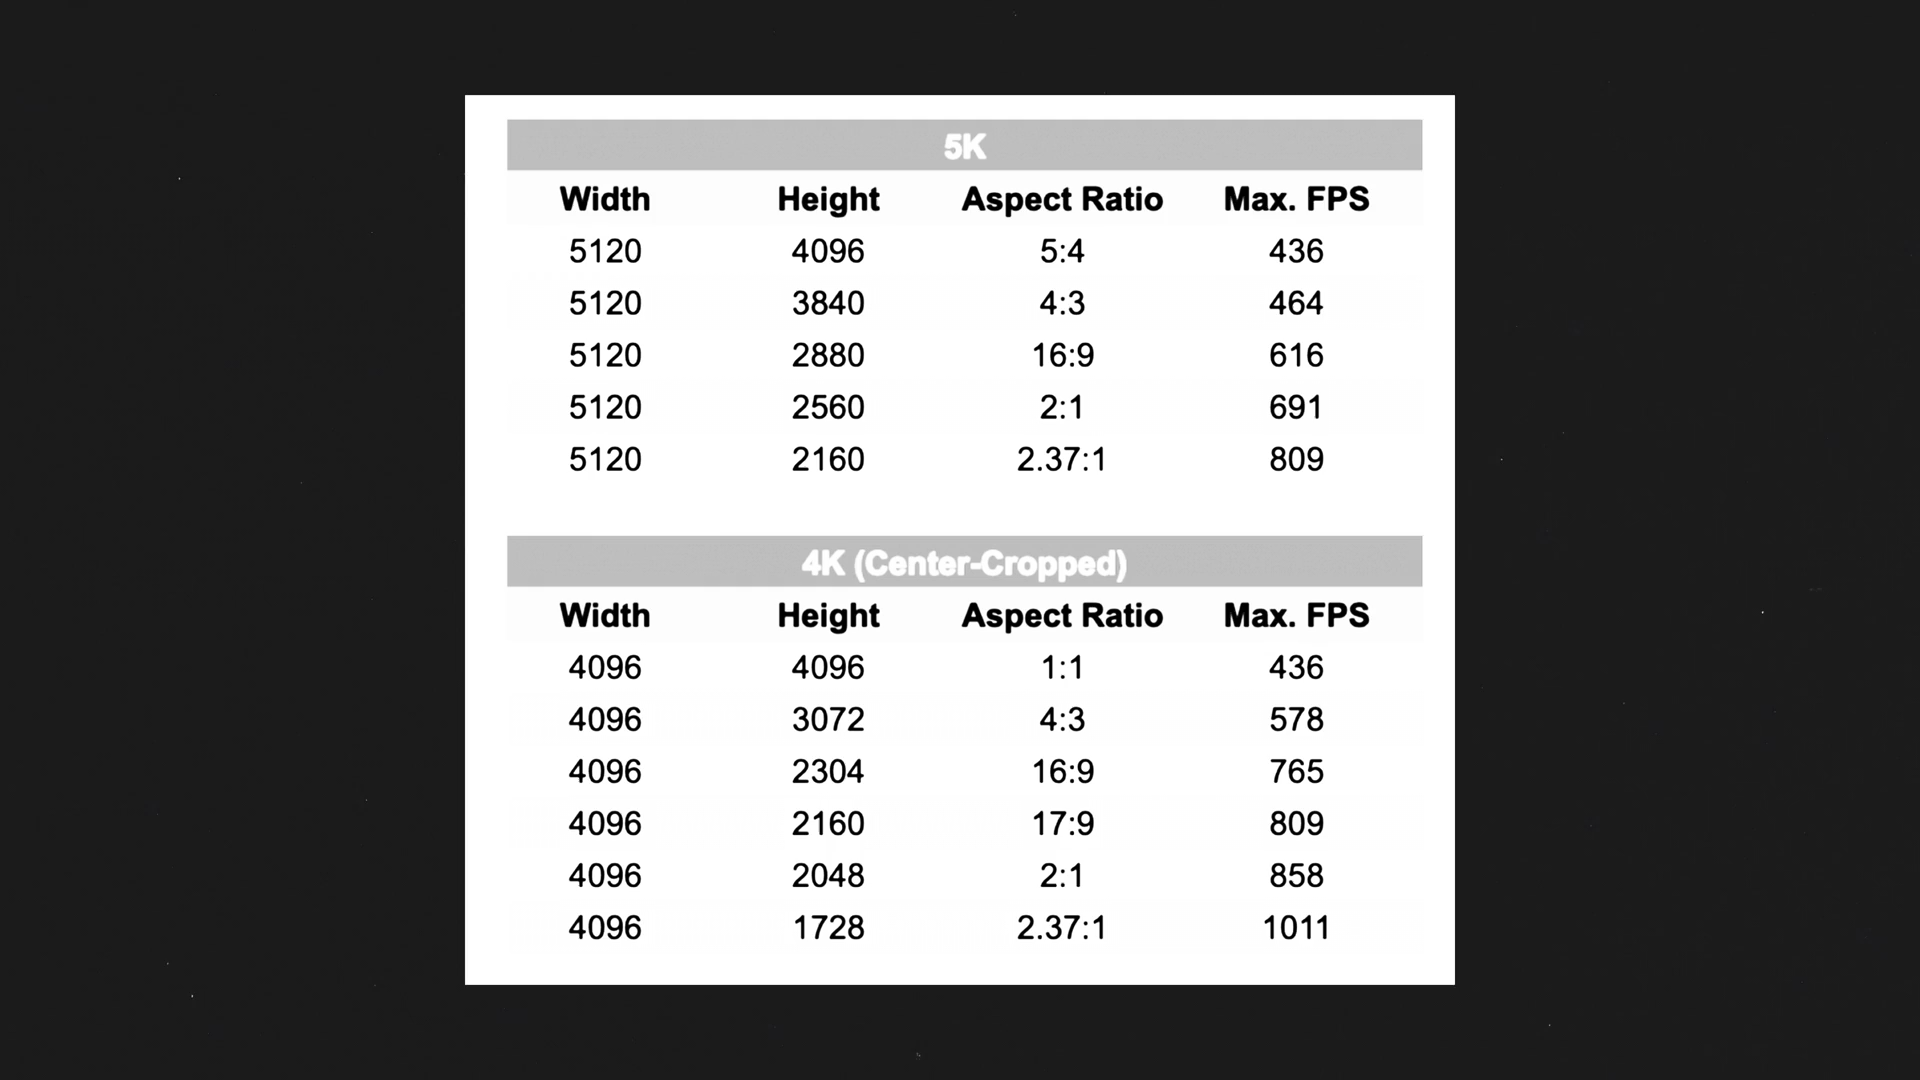 5K
Width Height Aspect Ratio Max. FPS
5120 4096 5:4 436
5120 3840 4:3 464
5120 2880 16:9 616
5120 2560 2:1 691
5120 2160 2.37:1 809
4K (Center-Cropped)
Width Height Aspect Ratio Max. FPS
4096 4096 1:1 436
4096 3072 4:3 578
4096 2304 16:9 765
4096 2160 17:9 809
4096 2048 2:1 858
4096 1728 2.37:1 1011